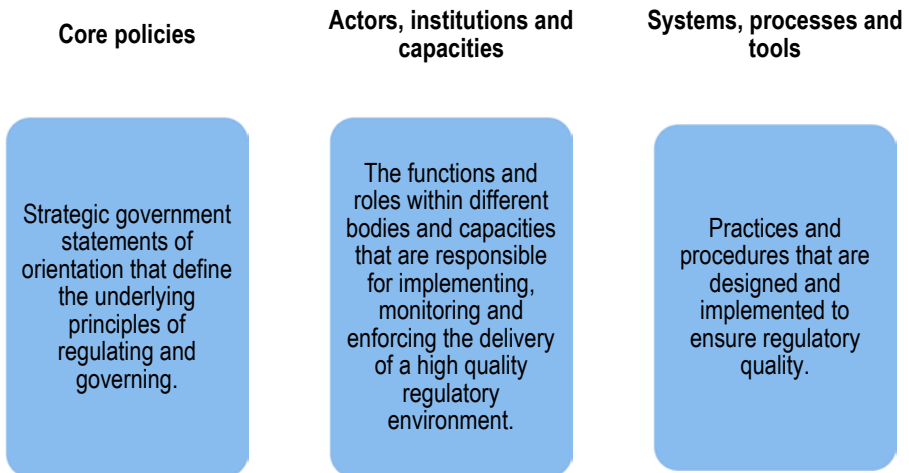 Core policies
Actors, institutions and
capacities
Systems, processes and
tools
Strategic government
statements of
orientation that define
the underlying
principles of
regulating and
governing.
The functions and
roles within different
bodies and capacities
that are responsible
for implementing,
monitoring and
enforcing the delivery
of a high quality
regulatory
environment.
Practices and
procedures that are
designed and
implemented to
ensure regulatory
quality.